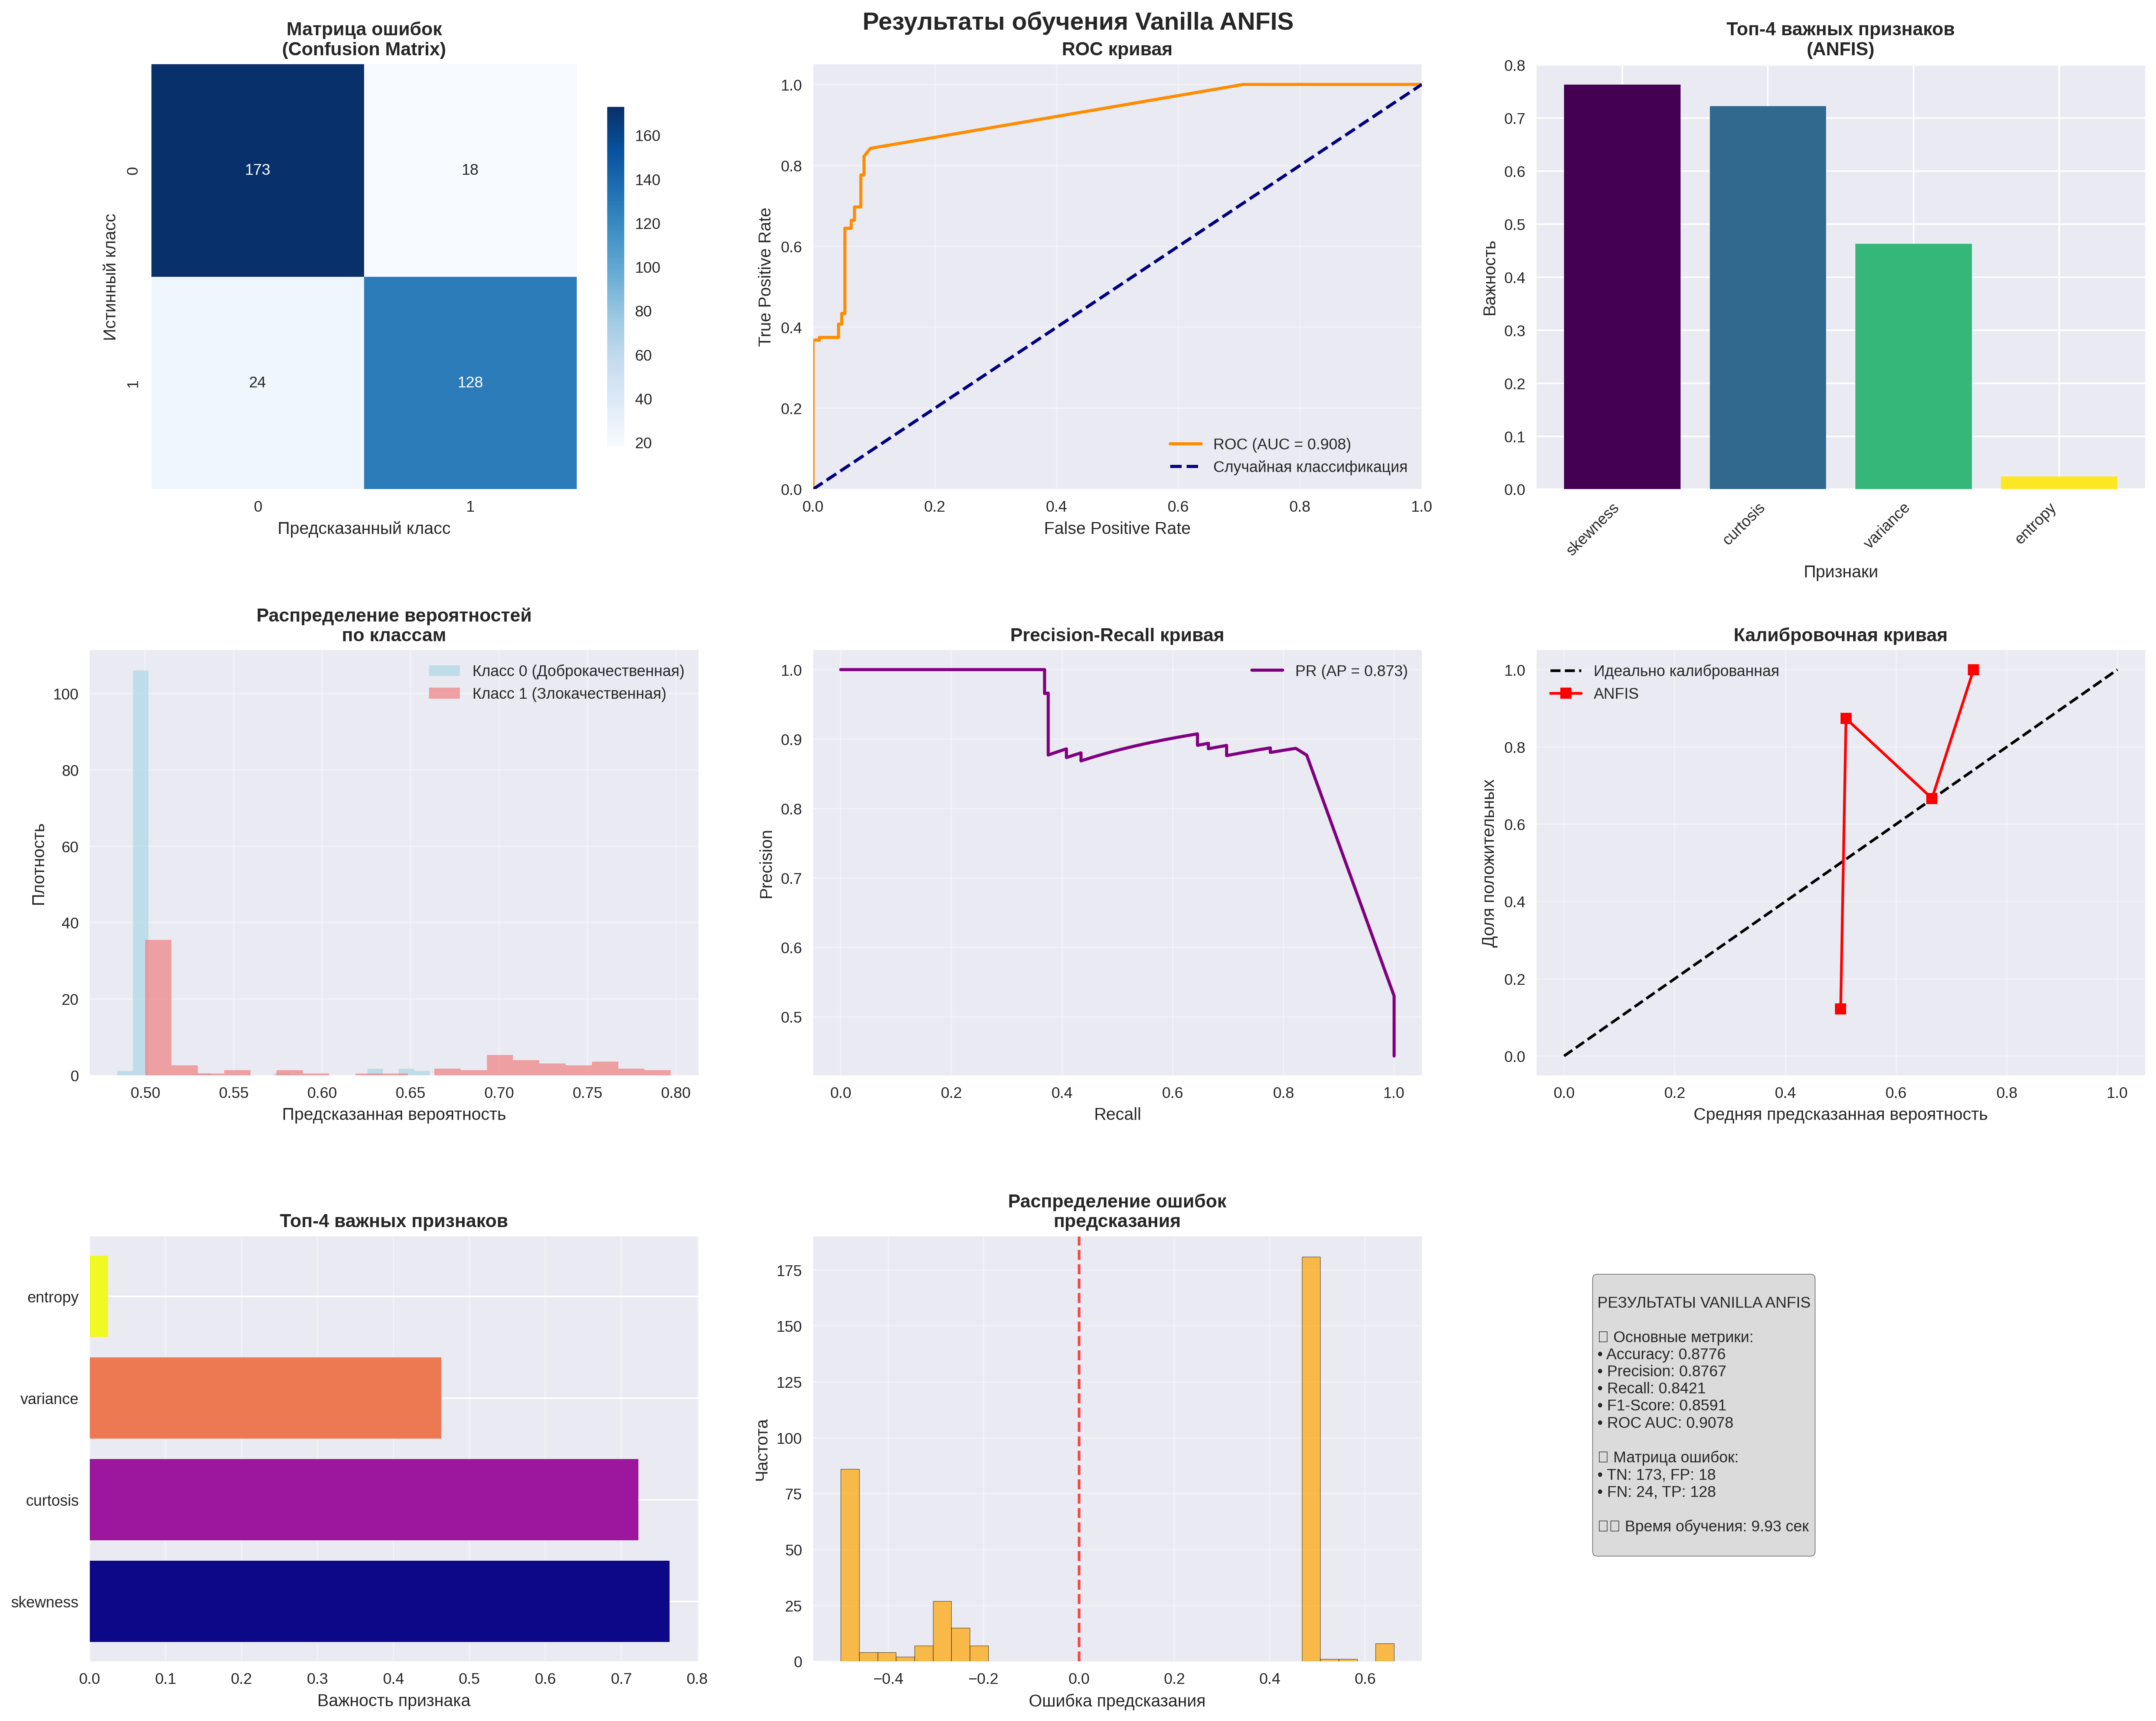 Результаты обучения Vanilla ANFIS
Матрица ошибок
(Confusion Matrix)
173
18
24
128
0
1
0
1
Истинный класс
Предсказанный класс
160
140
120
100
80
60
40
20
ROC кривая
1.0
0.8
0.6
0.4
0.2
0.0
True Positive Rate
ROC (AUC = 0.908)
Случайная классификация
0.0
0.2
0.4
0.6
0.8
1.0
False Positive Rate
Топ-4 важных признаков
(ANFIS)
0.8
0.7
0.6
0.5
0.4
0.3
0.2
0.1
0.0
Важность
skewness
curtosis
variance
entropy
Признаки
Распределение вероятностей
по классам
Класс 0 (Доброкачественная)
Класс 1 (Злокачественная)
100
80
60
40
20
0
Плотность
0.50
0.55
0.60
0.65
0.70
0.75
0.80
Предсказанная вероятность
Precision-Recall кривая
PR (AP = 0.873)
1.0
0.9
0.8
0.7
0.6
0.5
Precision
0.0
0.2
0.4
0.6
0.8
1.0
Recall
Калибровочная кривая
Идеально калиброванная
ANFIS
1.0
0.8
0.6
0.4
0.2
0.0
Доля положительных
0.0
0.2
0.4
0.6
0.8
1.0
Средняя предсказанная вероятность
Топ-4 важных признаков
entropy
variance
curtosis
skewness
0.0
0.1
0.2
0.3
0.4
0.5
0.6
0.7
0.8
Важность признака
Распределение ошибок
предсказания
175
150
125
100
75
50
25
0
Частота
−0.4
−0.2
0.0
0.2
0.4
0.6
Ошибка предсказания
РЕЗУЛЬТАТЫ VANILLA ANFIS
Основные метрики:
• Accuracy: 0.8776
• Precision: 0.8767
• Recall: 0.8421
• F1-Score: 0.8591
• ROC AUC: 0.9078
Матрица ошибок:
• TN: 173, FP: 18
• FN: 24, TP: 128
Время обучения: 9.93 сек